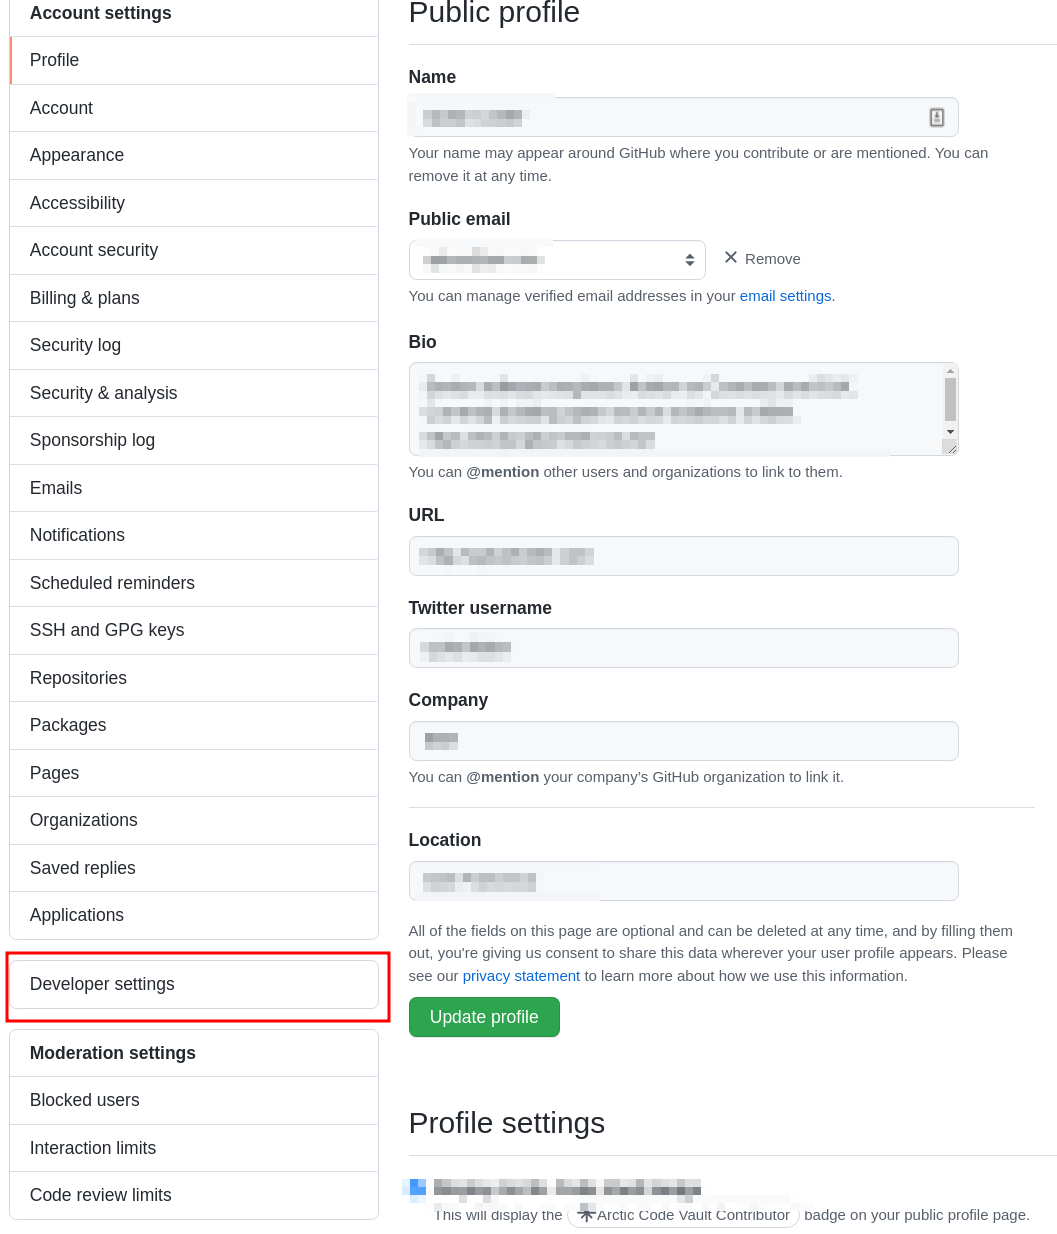 Account settings
Profile
Account
Appearance
Accessibility
Account security
Billing & plans
Security log
Security & analysis
Sponsorship log
Emails
Notifications
Scheduled reminders
SSH and GPG keys
Repositories
Packages
Pages
Organizations
Saved replies
Applications
Developer settings
Moderation settings
Blocked users
Interaction limits
Code review limits
Public profile
Name
Your name may appear around GitHub where you contribute or are mentioned. You can
remove it at any time.
Public email
Remove
You can manage verified email addresses in your email settings.
Bio
You can @mention other users and organizations to link to them.
URL
Twitter username
Company
You can @mention your company's GitHub organization to link it.
Location
All of the fields on this page are optional and can be deleted at any time, and by filling them
out, you're giving us consent to share this data wherever your user profile appears. Please
see our privacy statement to learn more about how we use this information.
Update profile
Profile settings
This will display the Arctic Code Vault Contributor badge on your public profile page.